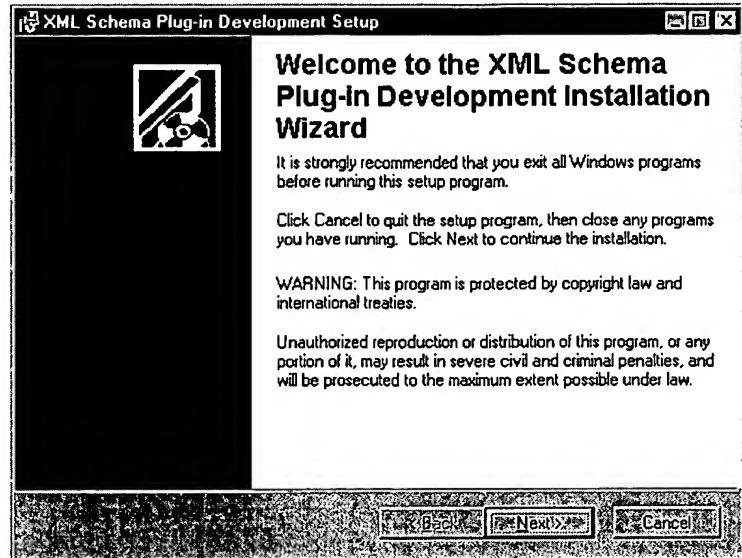 XML Schema Plug-in Development Setup
Welcome to the XML Schema
Plug-in Development Installation
Wizard
It is strongly recommended that you exit all Windows programs
before running this setup program.
Click Cancel to quit the setup program, then close any programs
you have running. Click Next to continue the installation.
WARNING: This program is protected by copyright law and
international treaties.
Unauthorized reproduction or distribution of this program, or any
portion of it, may result in severe civil and criminal penalties, and
will be prosecuted to the maximum extent possible under law.
< Back Next > Cancel